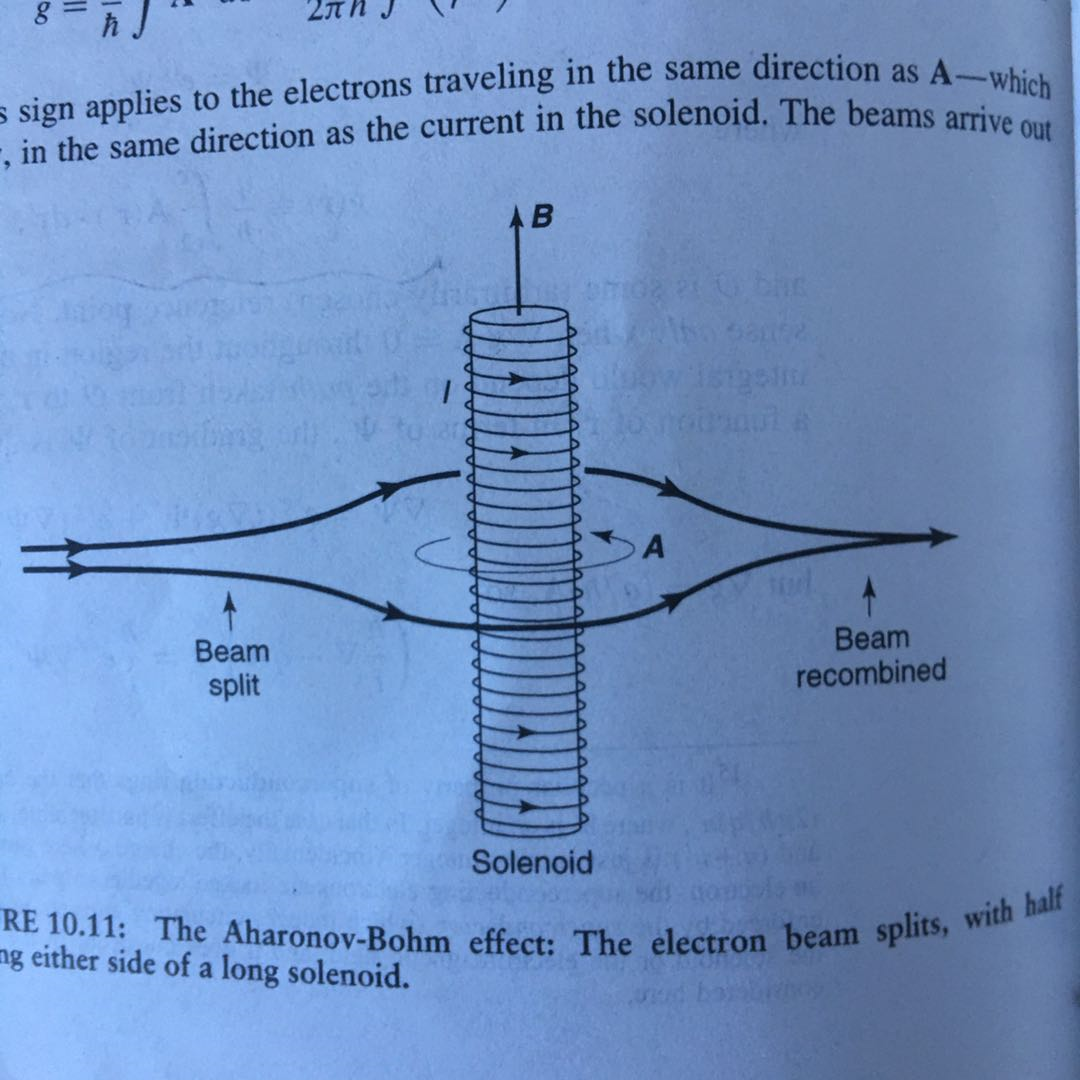 g = ħ ∫ 2πħ ∫
s sign applies to the electrons traveling in the same direction as A—which
, in the same direction as the current in the solenoid. The beams arrive out
B
I
A
Beam
split
Beam
recombined
Solenoid
RE 10.11: The Aharonov-Bohm effect: The electron beam splits, with half
ng either side of a long solenoid.